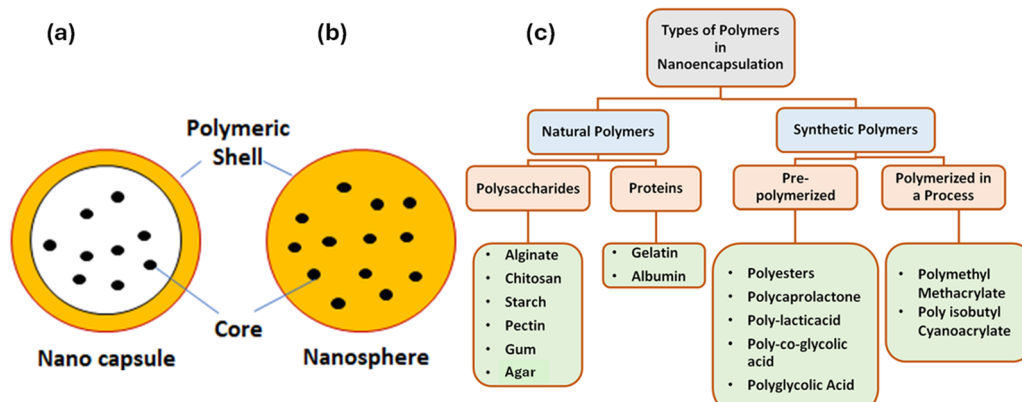 (a)
(b)
(c)
Polymeric
Shell
Core
Nano capsule
Nanosphere
Types of Polymers
in
Nanoencapsulation
Natural Polymers
Synthetic Polymers
Polysaccharides
Proteins
Pre-
polymerized
Polymerized in
a Process
• Alginate
• Chitosan
• Starch
• Pectin
• Gum
• Agar
• Gelatin
• Albumin
• Polyesters
• Polycaprolactone
• Poly-lacticacid
• Poly-co-glycolic
acid
• Polyglycolic Acid
• Polymethyl
Methacrylate
• Poly isobutyl
Cyanoacrylate